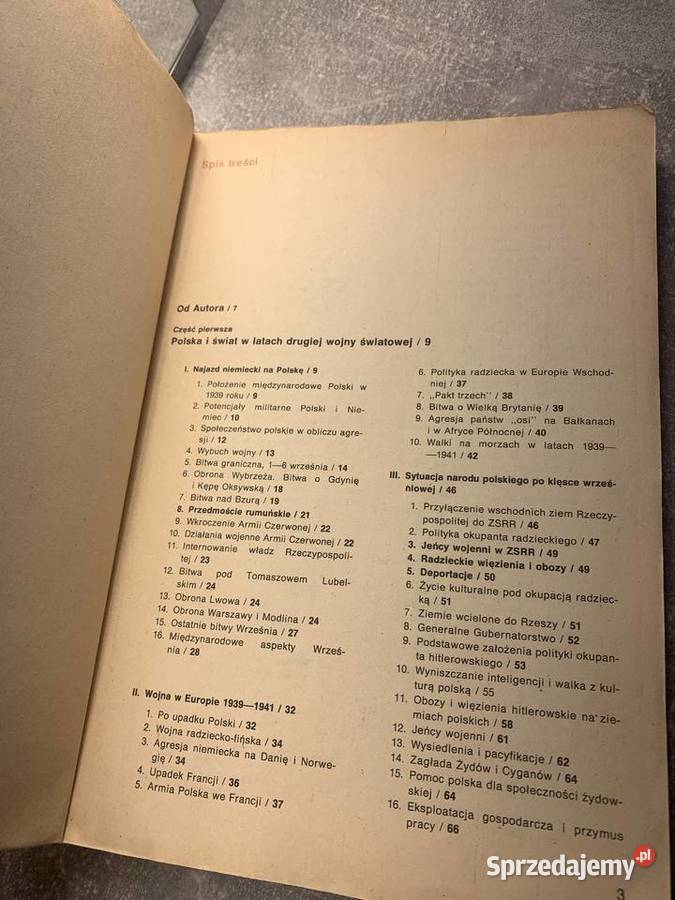 Spis treści
Od Autora / 7
Część pierwsza
Polska i świat w latach drugiej wojny światowej / 9
I. Najazd niemiecki na Polskę / 9
1. Położenie międzynarodowe Polski w
1939 roku / 9
2. Potencjały militarne Polski i Nie-
miec / 10
3. Społeczeństwo polskie w obliczu agre-
sji / 12
4. Wybuch wojny / 13
5. Bitwa graniczna, 1—6 września / 14
6. Obrona Wybrzeża. Bitwa o Gdynię
i Kępę Oksywską / 18
7. Bitwa nad Bzurą / 19
8. Przedmoście rumuńskie / 21
9. Wkroczenie Armii Czerwonej / 22
10. Działania wojenne Armii Czerwonej / 22
11. Internowanie władz Rzeczypospoli-
tej / 23
12. Bitwa pod Tomaszowem Lubel-
skim / 24
13. Obrona Lwowa / 24
14. Obrona Warszawy i Modlina / 24
15. Ostatnie bitwy Września / 27
16. Międzynarodowe aspekty Wrześ-
nia / 28
II. Wojna w Europie 1939—1941 / 32
1. Po upadku Polski / 32
2. Wojna radziecko-fińska / 34
3. Agresja niemiecka na Danię i Norwe-
gię / 34
4. Upadek Francji / 36
5. Armia Polska we Francji / 37
6. Polityka radziecka w Europie Wschod-
niej / 37
7. „Pakt trzech” / 38
8. Bitwa o Wielką Brytanię / 39
9. Agresja państw „osi” na Bałkanach
i w Afryce Północnej / 40
10. Walki na morzach w latach 1939—
—1941 / 42
III. Sytuacja narodu polskiego po klęsce wrześ-
niowej / 46
1. Przyłączenie wschodnich ziem Rzeczy-
pospolitej do ZSRR / 46
2. Polityka okupanta radzieckiego / 47
3. Jeńcy wojenni w ZSRR / 49
4. Radzieckie więzienia i obozy / 49
5. Deportacje / 50
6. Życie kulturalne pod okupacją radziec-
ką / 51
7. Ziemie wcielone do Rzeszy / 51
8. Generalne Gubernatorstwo / 52
9. Podstawowe założenia polityki okupan-
ta hitlerowskiego / 53
10. Wyniszczanie inteligencji i walka z kul-
turą polską / 55
11. Obozy i więzienia hitlerowskie na zie-
miach polskich / 58
12. Jeńcy wojenni / 61
13. Wysiedlenia i pacyfikacje / 62
14. Zagłada Żydów i Cyganów / 64
15. Pomoc polska dla społeczności żydow-
skiej / 64
16. Eksploatacja gospodarcza i przymus
pracy / 66
3
Sprzedajemy.pl